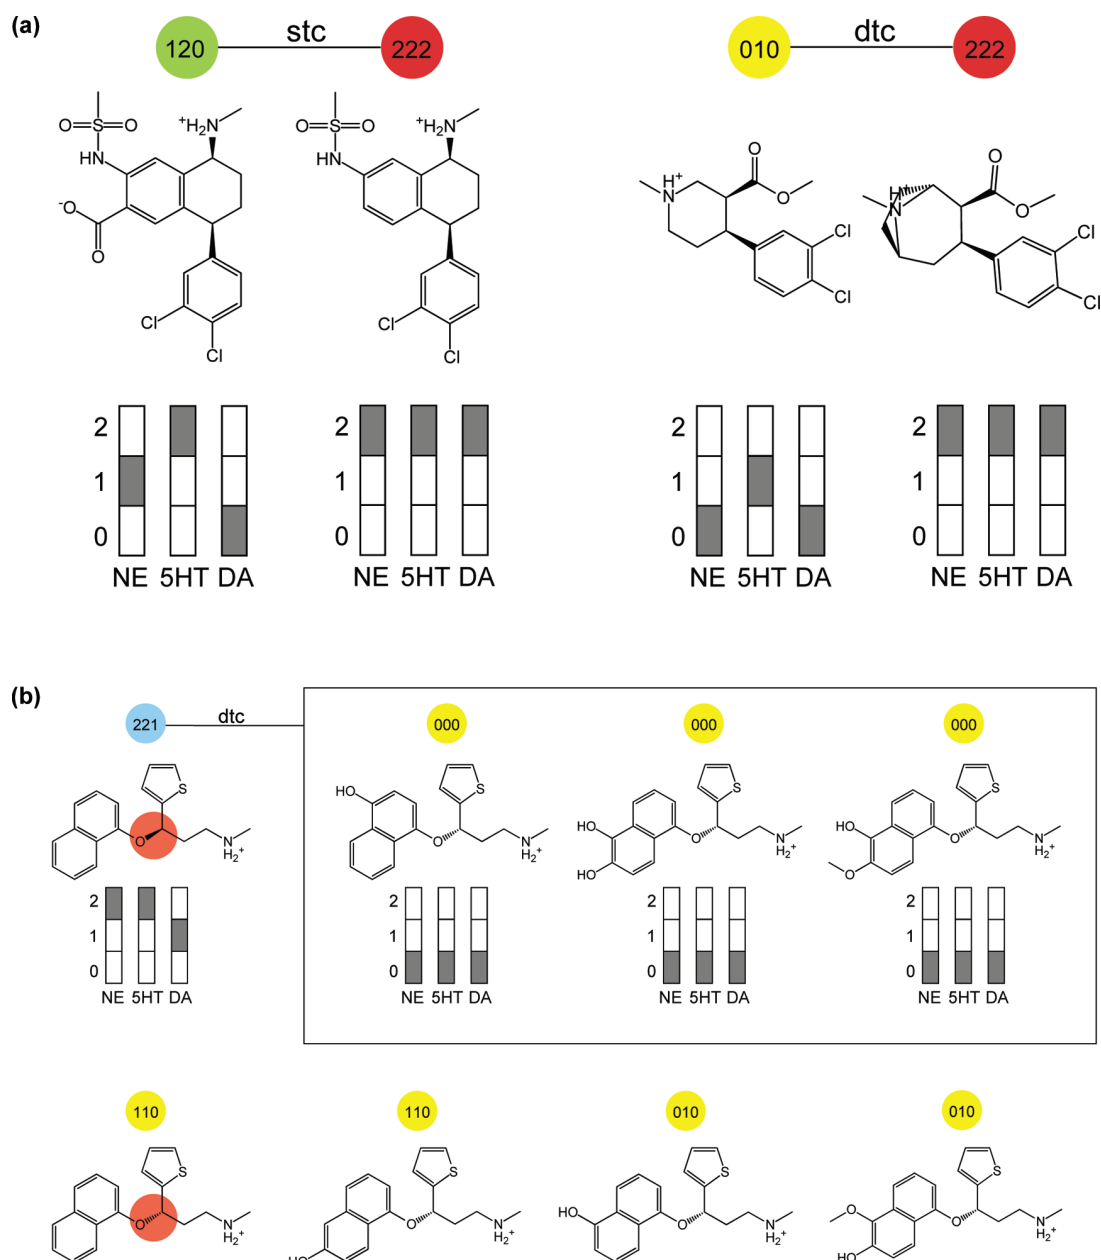 (a)
120 stc 222 010 dtc 222
O S O +H2N O S O +H2N
HN HN
-O O
O H+ N O O
H+ N O O
Cl Cl Cl Cl
Cl Cl Cl Cl
2 2 2 2
1 1 1 1
0 0 0 0
NE 5HT DA NE 5HT DA NE 5HT DA NE 5HT DA
(b)
221 dtc 000 000 000
S HO S S S
O N H2+ O N H2+ HO HO O N H2+ HO O O N H2+
2 2 2 2
1 1 1 1
0 0 0 0
NE 5HT DA NE 5HT DA NE 5HT DA NE 5HT DA
110 110 010 010
S S S S
O N H2+ O N H2+ HO O N H2+ O O N H2+
HO HO